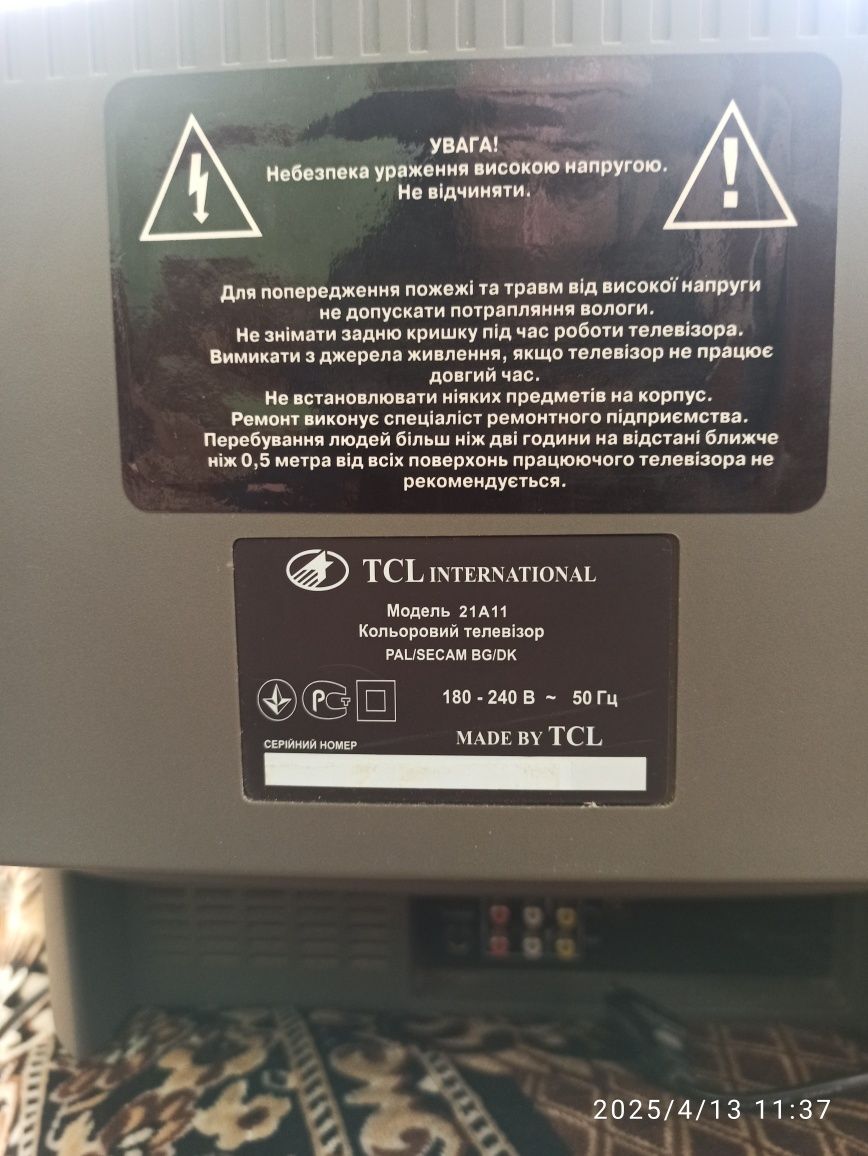 УВАГА!
Небезпека ураження високою напругою.
Не відчиняти.
Для попередження пожежі та травм від високої напруги
не допускати потрапляння вологи.
Не знімати задню кришку під час роботи телевізора.
Вимикати з джерела живлення, якщо телевізор не працює
довгий час.
Не встановлювати ніяких предметів на корпус.
Ремонт виконує спеціаліст ремонтного підприємства.
Перебування людей більш ніж дві години на відстані ближче
ніж 0,5 метра від всіх поверхонь працюючого телевізора не
рекомендується.
TCL INTERNATIONAL
Модель 21A11
Кольоровий телевізор
PAL/SECAM BG/DK
180 - 240 В ~ 50 Гц
MADE BY TCL
СЕРІЙНИЙ НОМЕР
2025/4/13 11:37